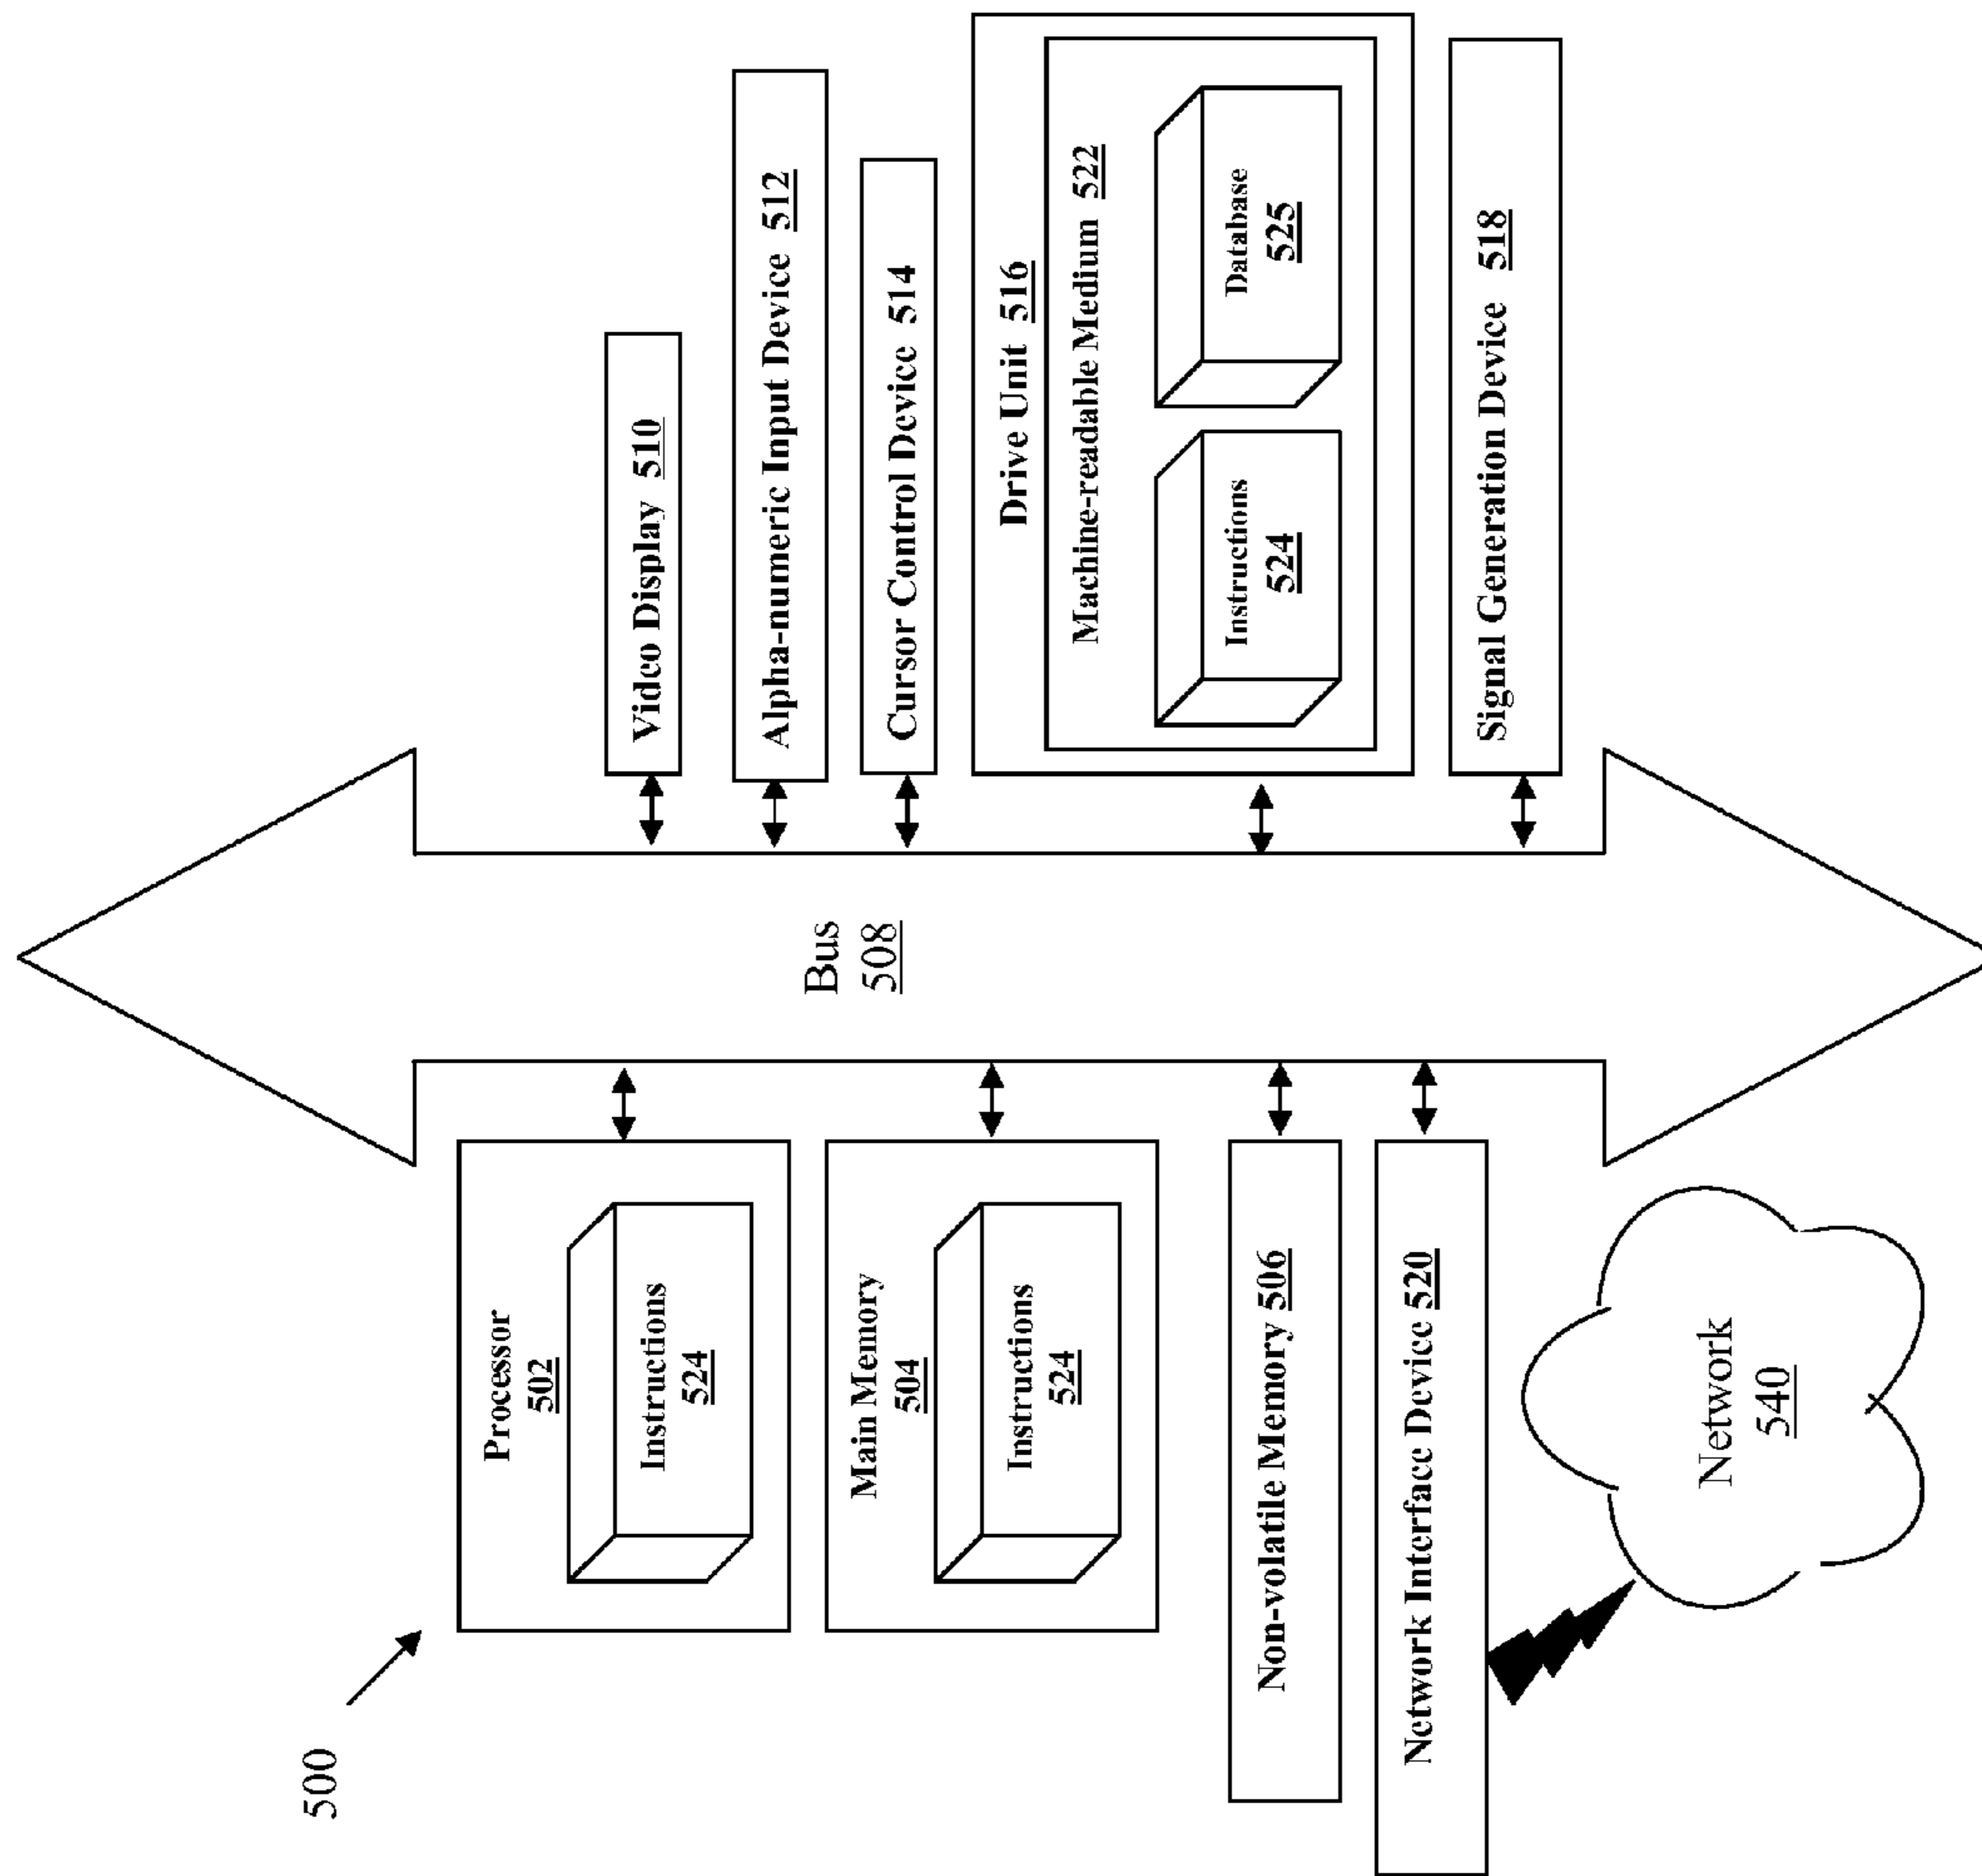 500
Processor
502
Instructions
524
Main Memory
504
Instructions
524
Non-volatile Memory 506
Network Interface Device 520
Network
540
Bus
508
Video Display 510
Alpha-numeric Input Device 512
Cursor Control Device 514
Drive Unit 516
Machine-readable Medium 522
Instructions
524
Database
525
Signal Generation Device 518